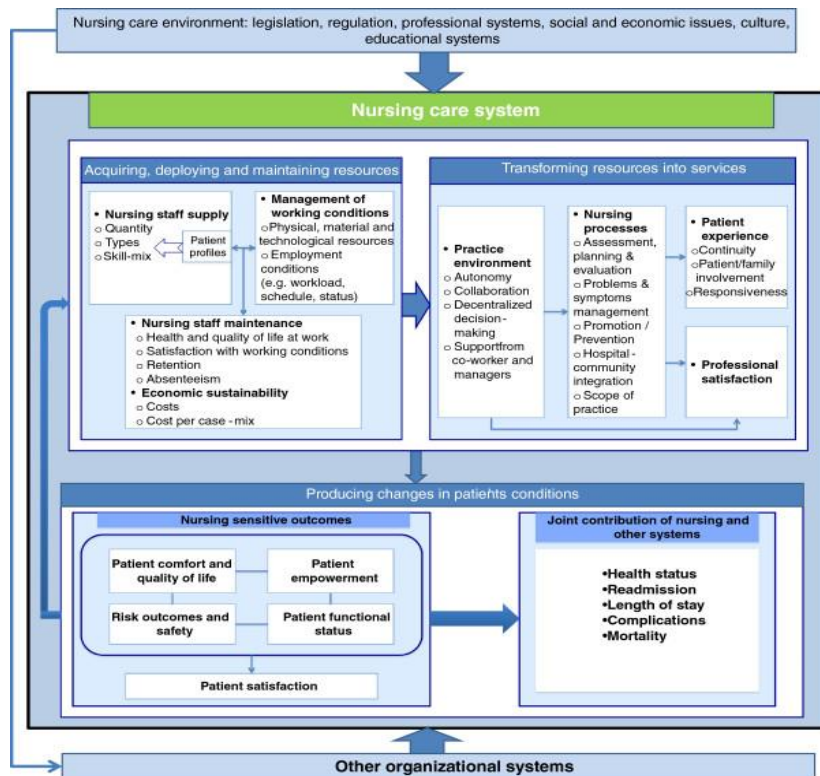 Nursing care environment: legislation, regulation, professional systems, social and economic issues, culture,
educational systems
Nursing care system
Acquiring, deploying and maintaining resources
• Nursing staff supply
○ Quantity
○ Types
○ Skill-mix
Patient
profiles
• Management of
working conditions
○Physical, material and
technological resources
○ Employment
conditions
(e.g. workload,
schedule, status)
• Nursing staff maintenance
○ Health and quality of life at work
○ Satisfaction with working conditions
○ Retention
○ Absenteeism
• Economic sustainability
○ Costs
○ Cost per case-mix
Transforming resources into services
• Practice
environment
○ Autonomy
○ Collaboration
○ Decentralized
decision-
making
○ Supportfrom
co-worker and
managers
• Nursing
processes
○ Assessment,
planning &
evaluation
○ Problems &
symptoms
management
○ Promotion /
Prevention
○ Hospital-
community
integration
○ Scope of
practice
• Patient
experience
○Continuity
○ Patient/family
involvement
○Responsiveness
• Professional
satisfaction
Producing changes in patients conditions
Nursing sensitive outcomes
Patient comfort and
quality of life
Patient
empowerment
Risk outcomes and
safety
Patient functional
status
Patient satisfaction
Joint contribution of nursing and
other systems
•Health status
•Readmission
•Length of stay
•Complications
•Mortality
Other organizational systems